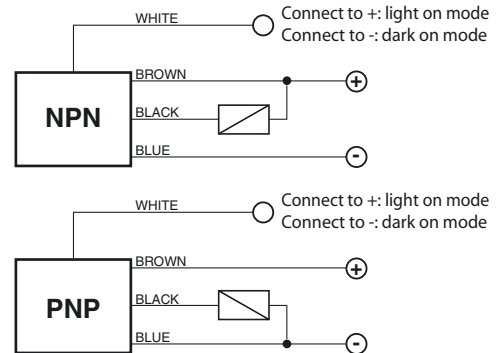 WHITE
Connect to +: light on mode
Connect to -: dark on mode
BROWN
+
NPN
BLACK
BLUE
-
WHITE
Connect to +: light on mode
Connect to -: dark on mode
BROWN
+
PNP
BLACK
BLUE
-